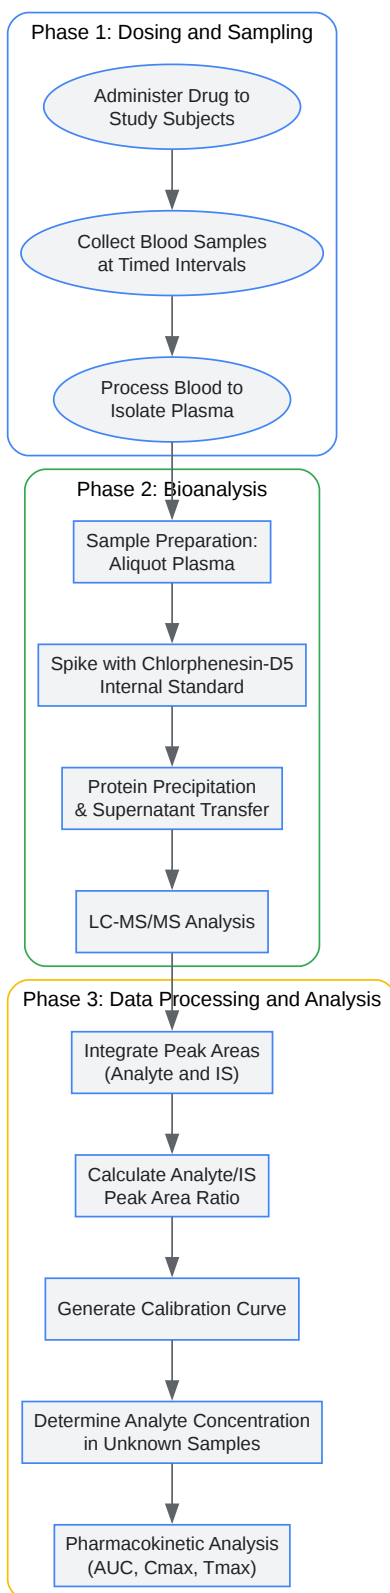 Phase 1: Dosing and Sampling
Administer Drug to
Study Subjects
Collect Blood Samples
at Timed Intervals
Process Blood to
Isolate Plasma
Phase 2: Bioanalysis
Sample Preparation:
Aliquot Plasma
Spike with Chlorphenesin-D5
Internal Standard
Protein Precipitation
& Supernatant Transfer
LC-MS/MS Analysis
Phase 3: Data Processing and Analysis
Integrate Peak Areas
(Analyte and IS)
Calculate Analyte/IS
Peak Area Ratio
Generate Calibration Curve
Determine Analyte Concentration
in Unknown Samples
Pharmacokinetic Analysis
(AUC, Cmax, Tmax)